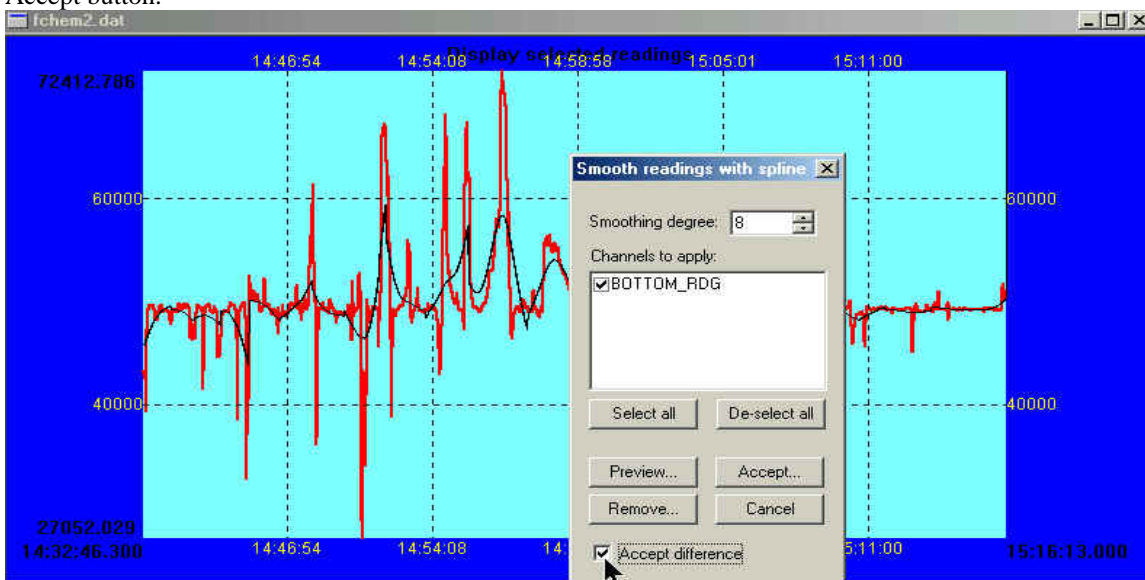 Accept button.
fchem2.dat
Display selected readings
14:46:54 14:54:08 14:58:58 15:05:01 15:11:00
72412.786
Smooth readings with spline
60000 60000
Smoothing degree: 8
Channels to apply:
BOTTOM_RDG
40000 40000
Select all De-select all
Preview... Accept...
Remove... Cancel
27052.029
14:32:46.300 14:46:54 14:54:08 14: 5:11:00 15:16:13.000
Accept difference